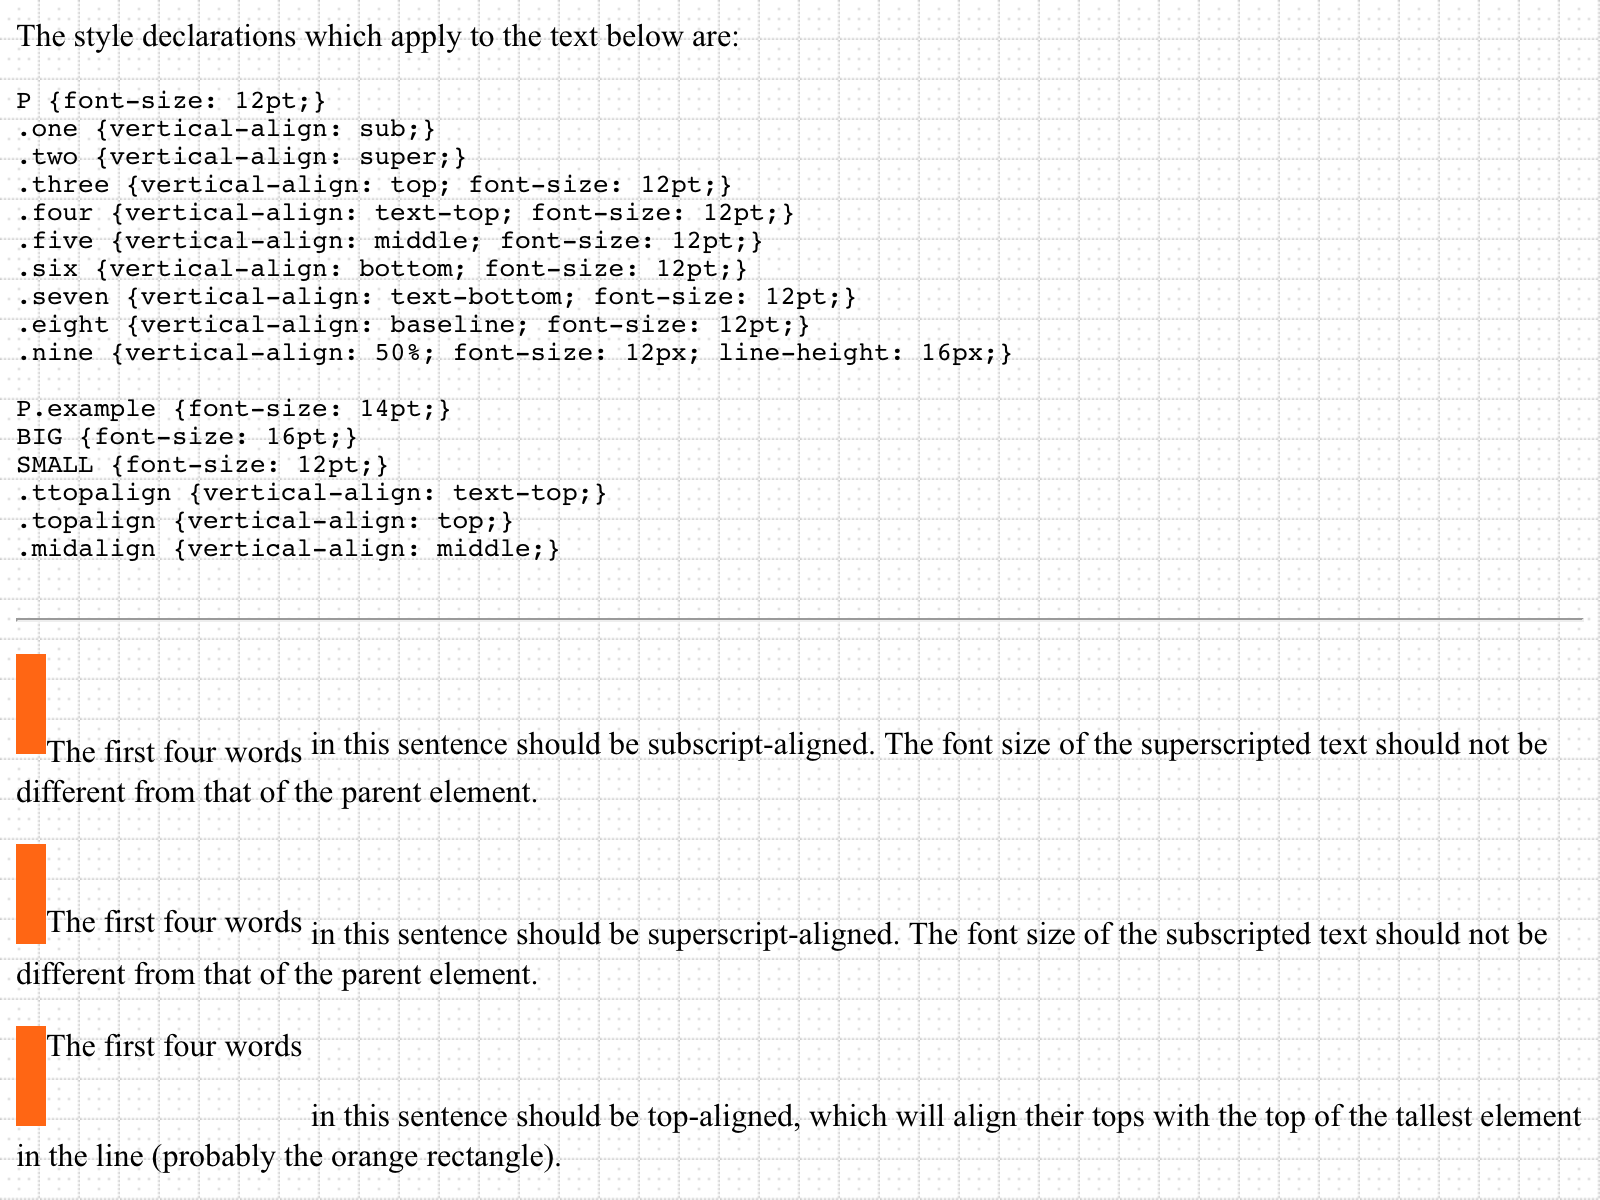 The style declarations which apply to the text below are:
P {font-size: 12pt;}
.one {vertical-align: sub;}
.two {vertical-align: super;}
.three {vertical-align: top; font-size: 12pt;}
.four {vertical-align: text-top; font-size: 12pt;}
.five {vertical-align: middle; font-size: 12pt;}
.six {vertical-align: bottom; font-size: 12pt;}
.seven {vertical-align: text-bottom; font-size: 12pt;}
.eight {vertical-align: baseline; font-size: 12pt;}
.nine {vertical-align: 50%; font-size: 12px; line-height: 16px;}
P.example {font-size: 14pt;}
BIG {font-size: 16pt;}
SMALL {font-size: 12pt;}
.ttopalign {vertical-align: text-top;}
.topalign {vertical-align: top;}
.midalign {vertical-align: middle;}
The first four words in this sentence should be subscript-aligned. The font size of the superscripted text should not be
different from that of the parent element.
The first four words in this sentence should be superscript-aligned. The font size of the subscripted text should not be
different from that of the parent element.
The first four words
in this sentence should be top-aligned, which will align their tops with the top of the tallest element
in the line (probably the orange rectangle).